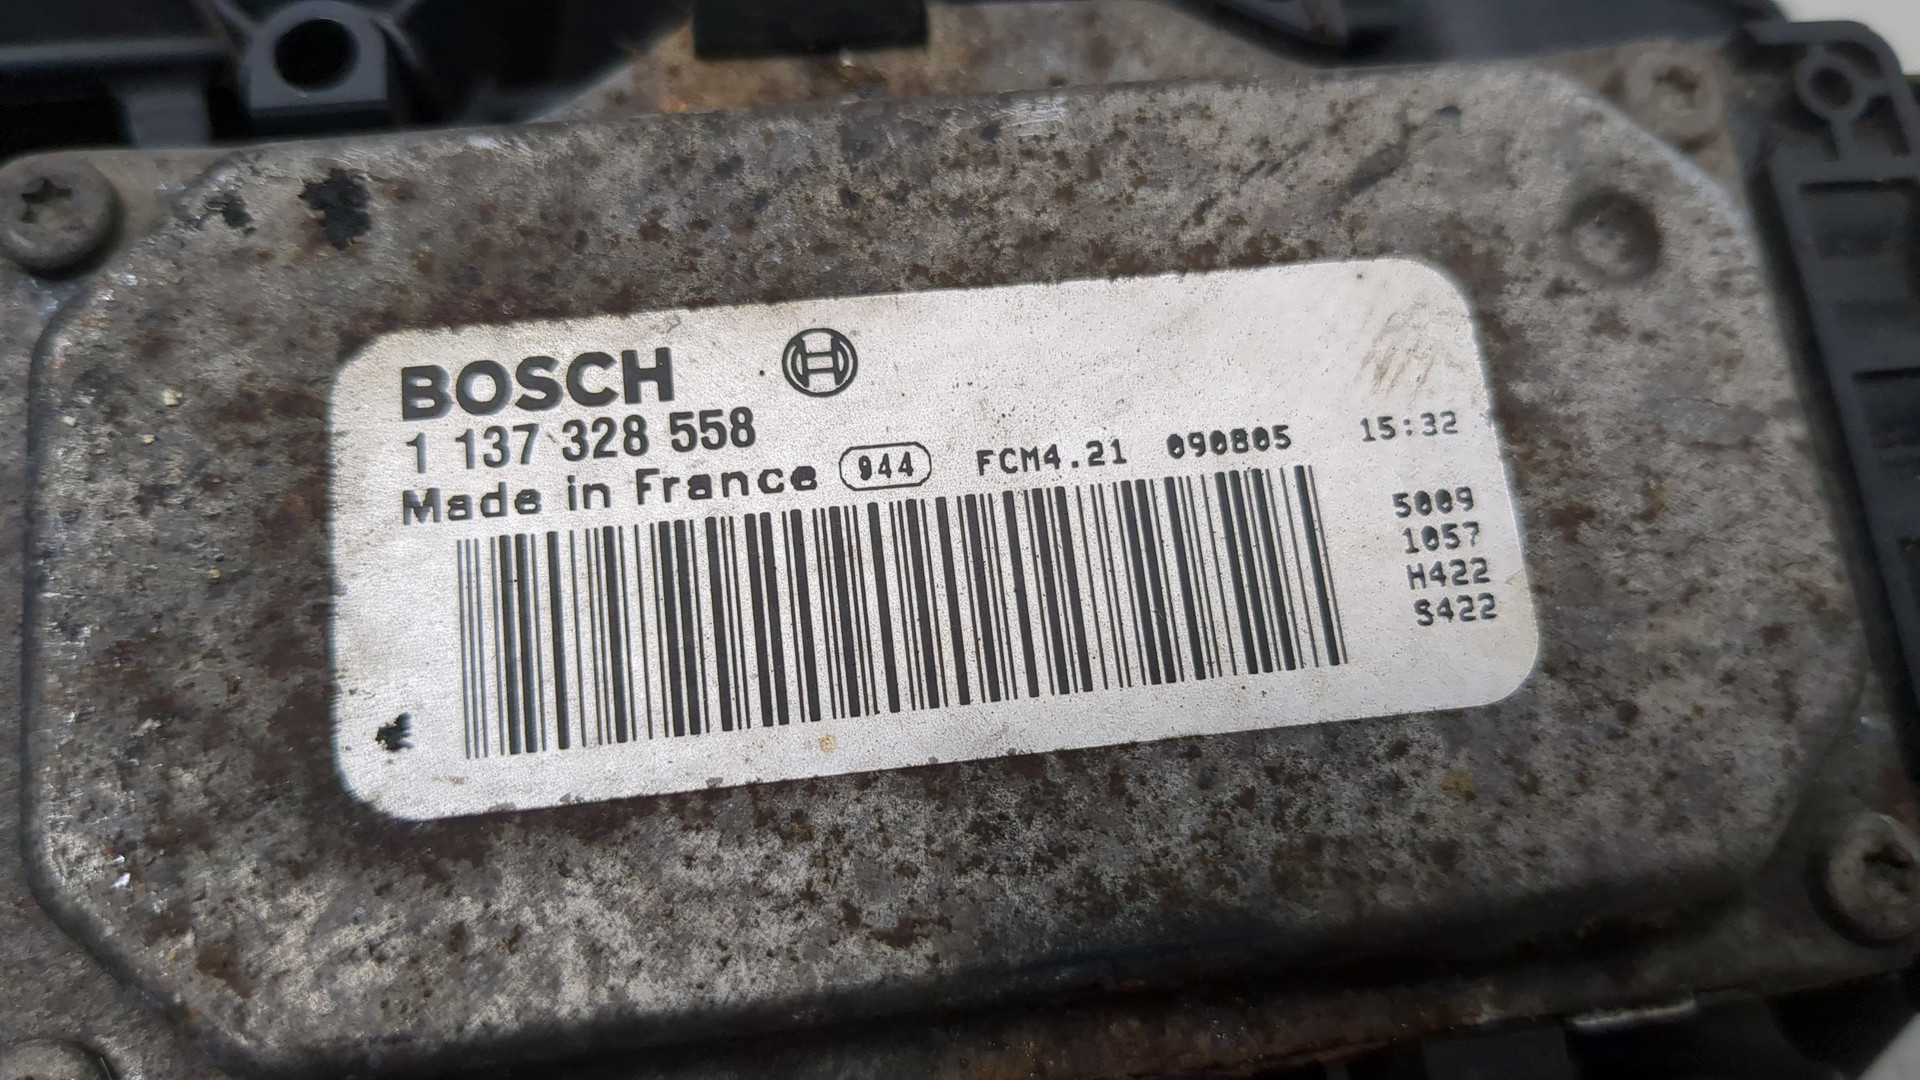 BOSCH
1 137 328 558
Made in France 944 FCM4.21 090805 15:32
5009
1057
H422
S422